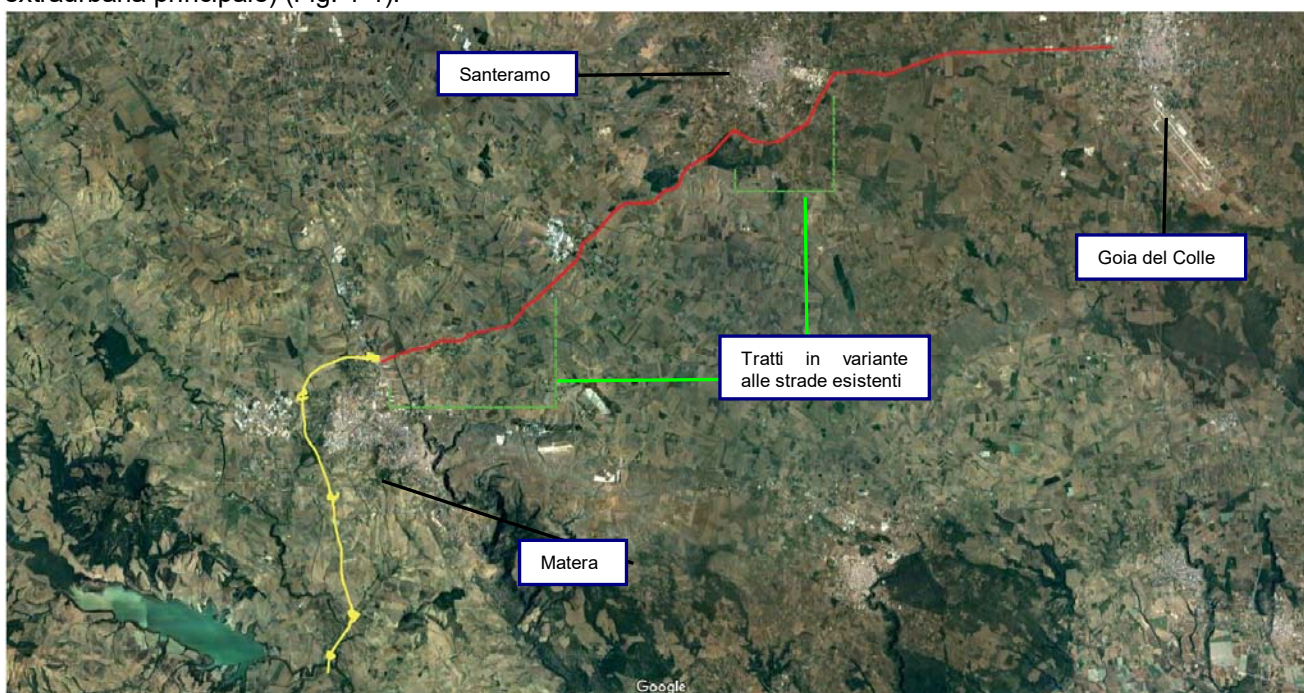 extraurbana principale) (Fig. 1-1).
Santeramo
Goia del Colle
Tratti in variante
alle strade esistenti
Matera
Google